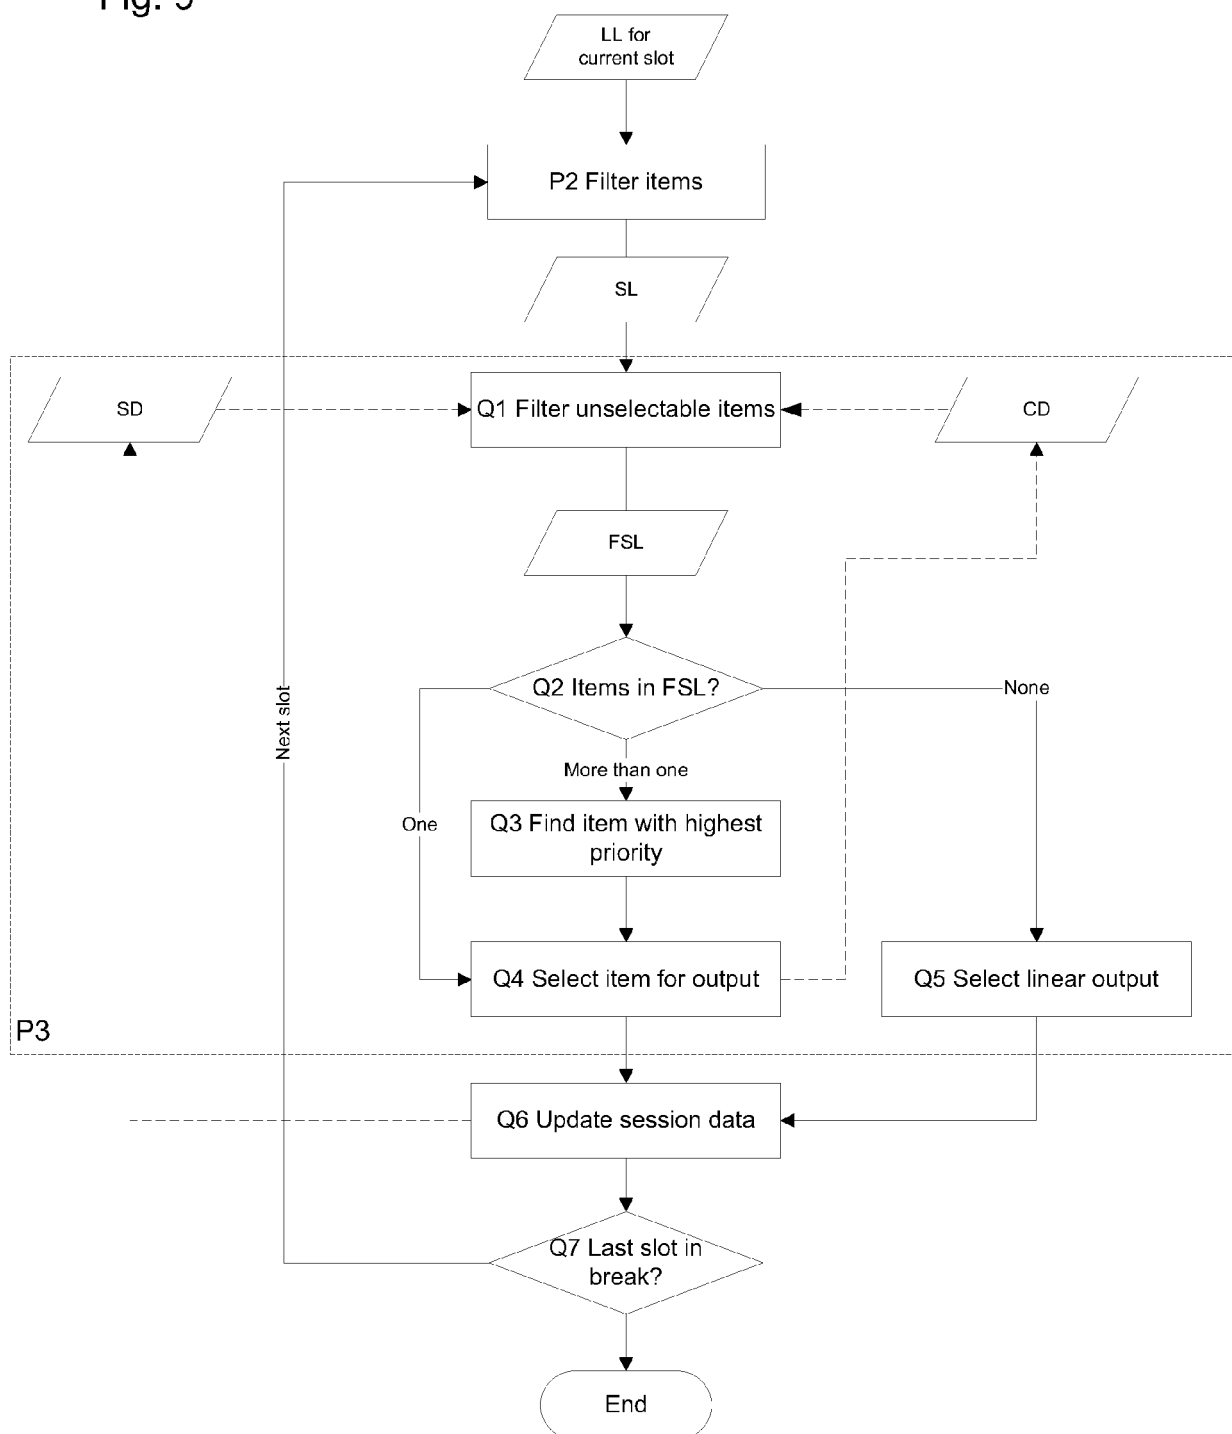 LL for
current slot
P2 Filter items
SL
SD
Q1 Filter unselectable items
CD
FSL
Q2 Items in FSL?
None
Next slot
More than one
One
Q3 Find item with highest
priority
Q4 Select item for output
Q5 Select linear output
P3
Q6 Update session data
Q7 Last slot in
break?
End